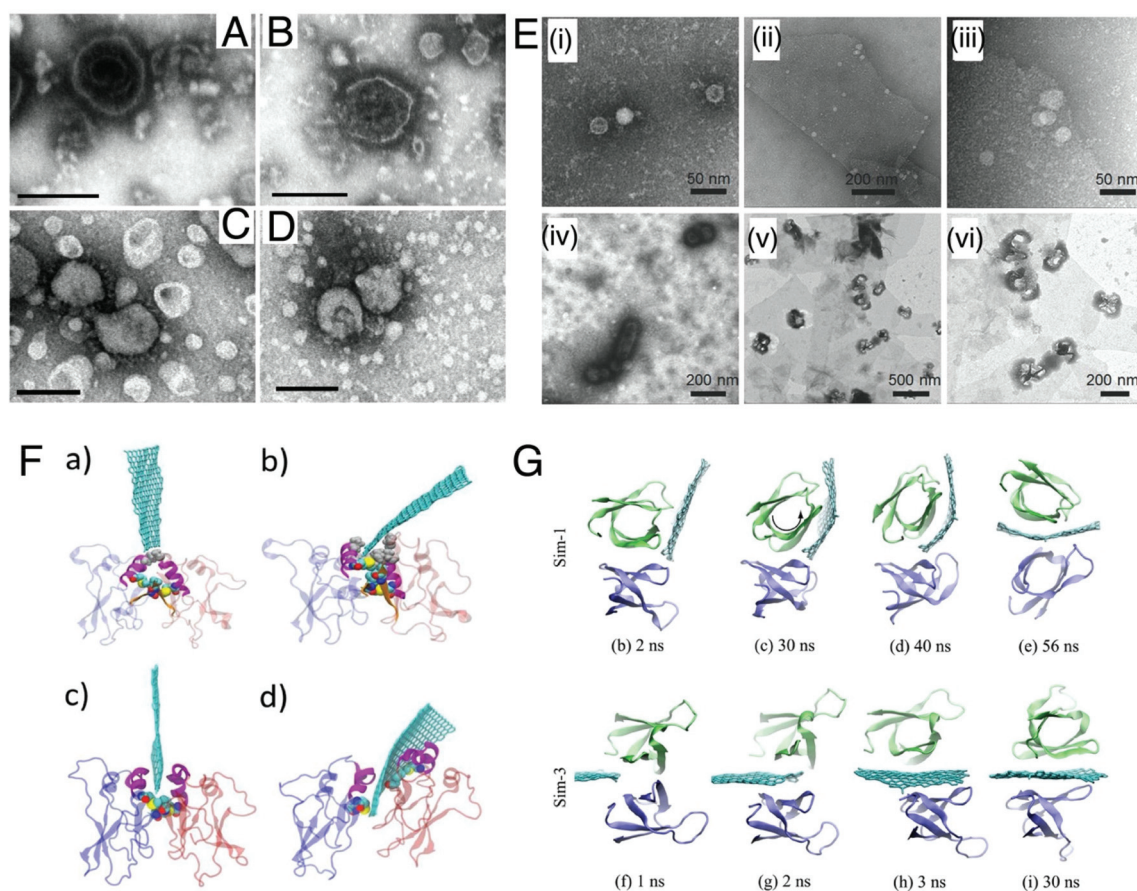 A
B
C
D
E
(i)
50 nm
(ii)
200 nm
(iii)
50 nm
(iv)
200 nm
(v)
500 nm
(vi)
200 nm
F
a)
b)
c)
d)
G
Sim-1
(b) 2 ns
(c) 30 ns
(d) 40 ns
(e) 56 ns
Sim-3
(f) 1 ns
(g) 2 ns
(h) 3 ns
(i) 30 ns